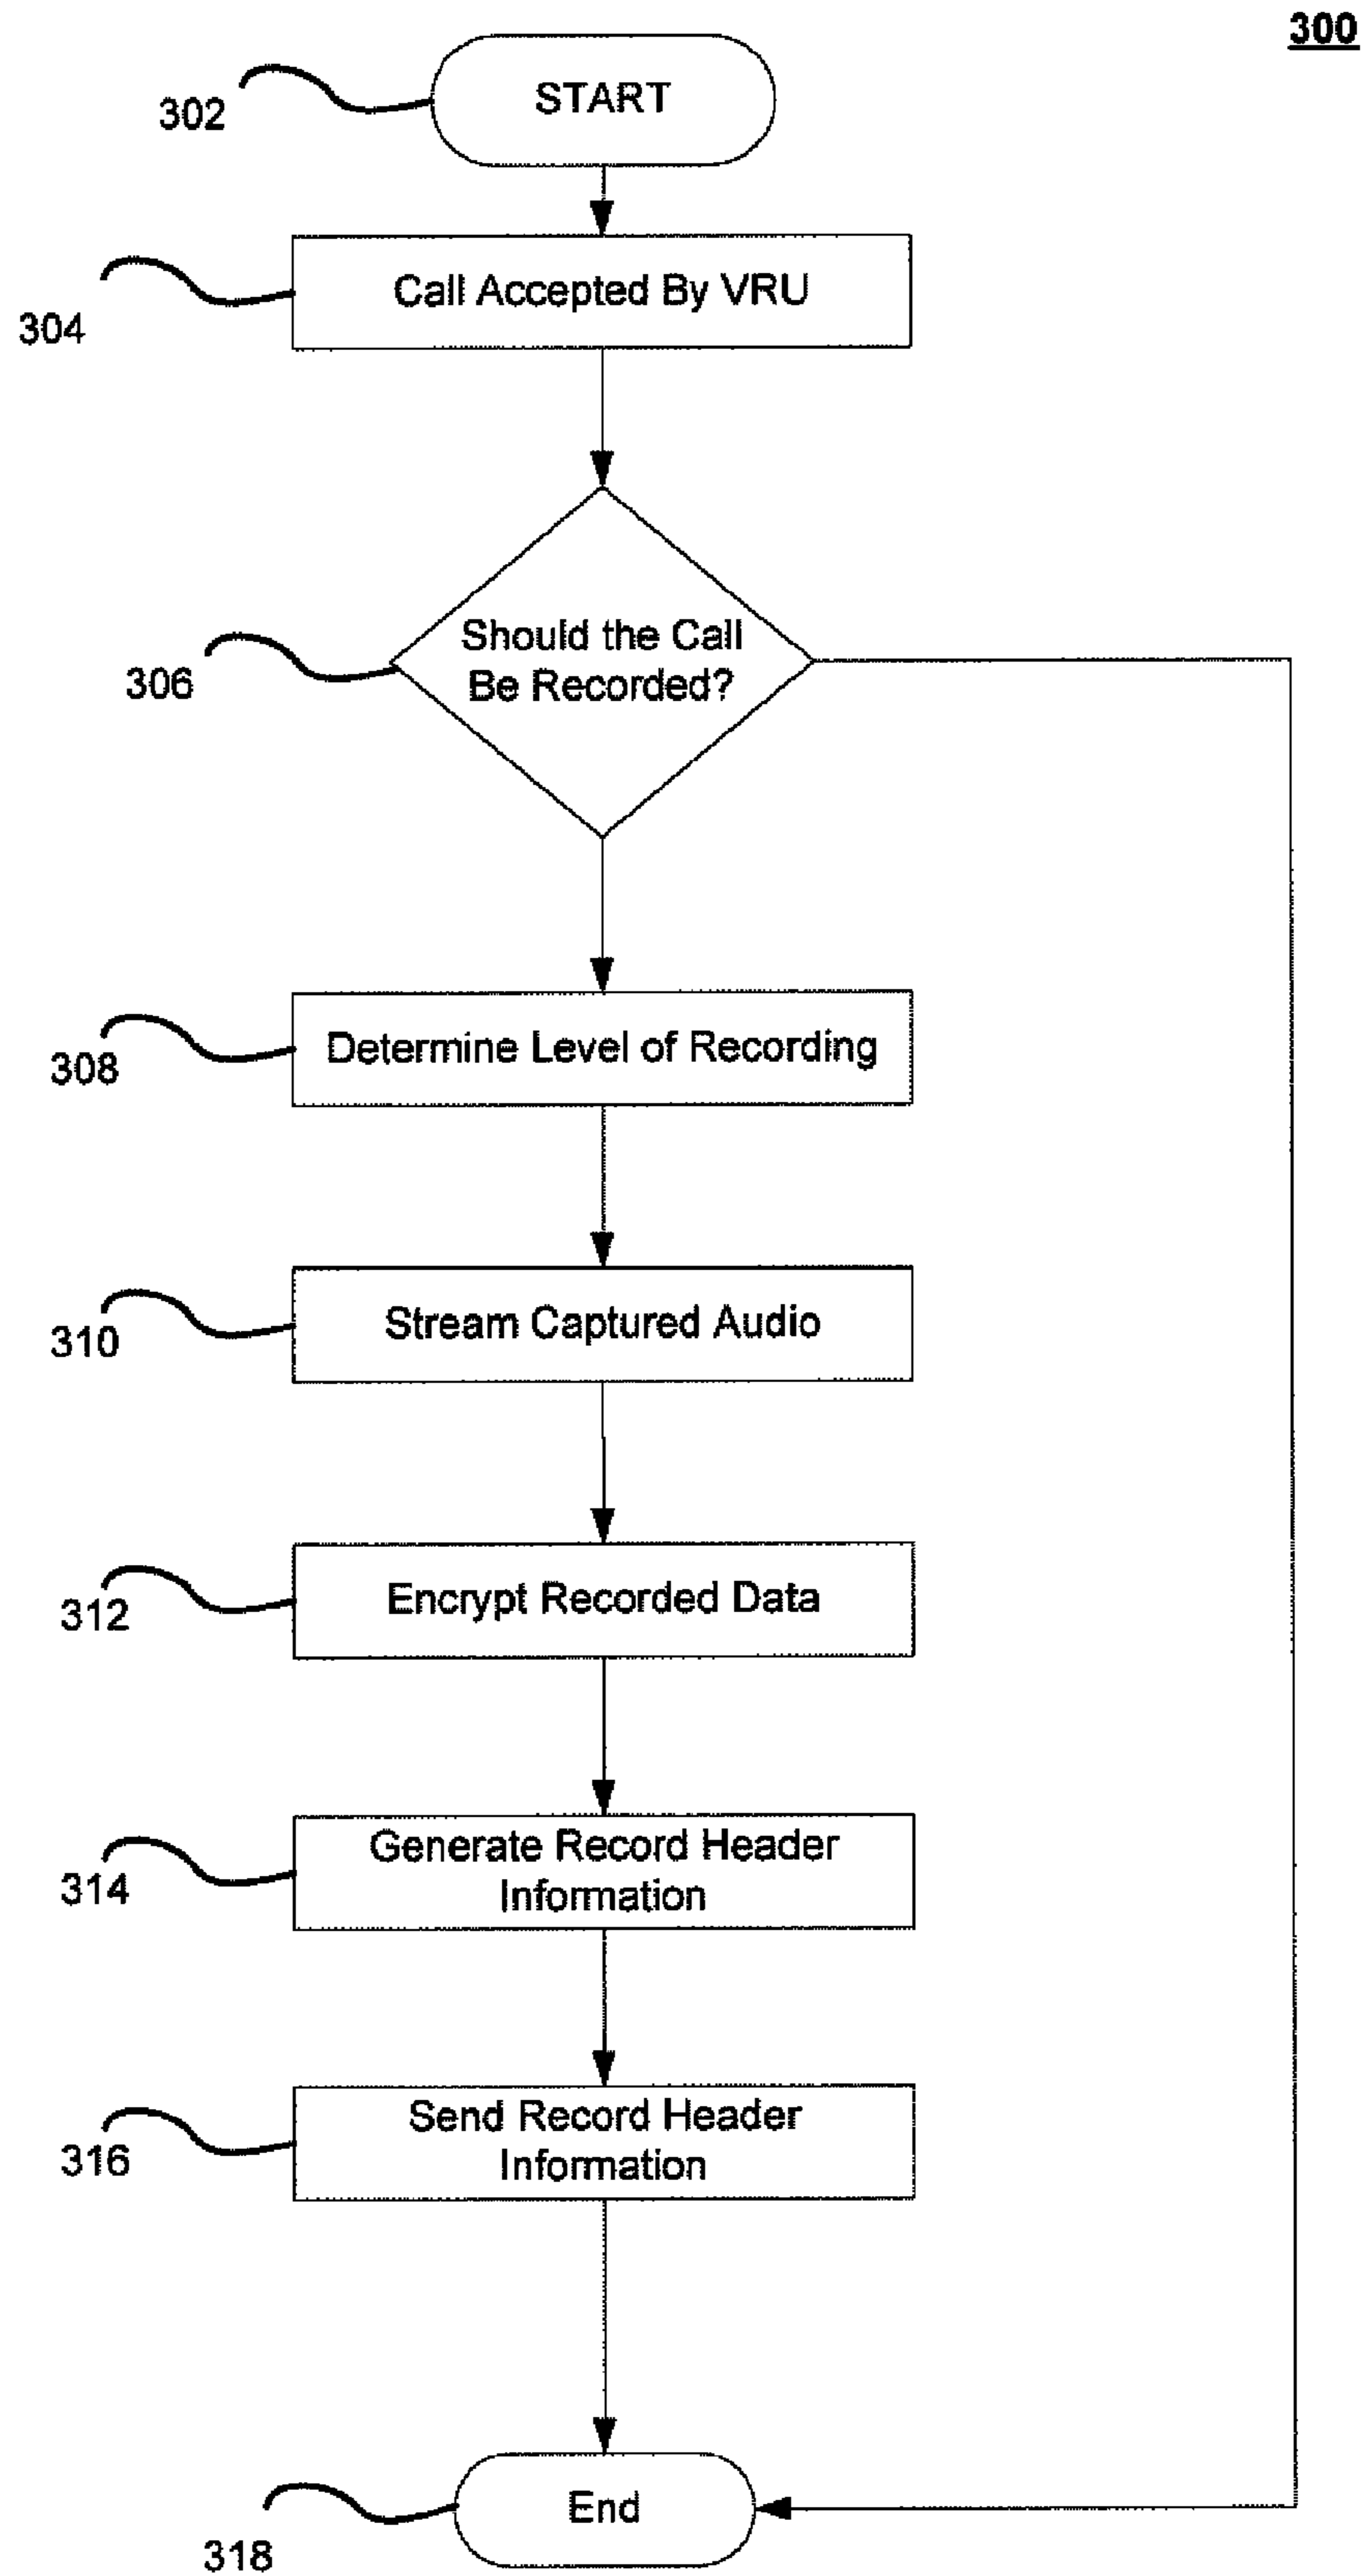 300
START
302
Call Accepted By VRU
304
Should the Call
Be Recorded?
306
Determine Level of Recording
308
Stream Captured Audio
310
Encrypt Recorded Data
312
Generate Record Header
Information
314
Send Record Header
Information
316
End
318